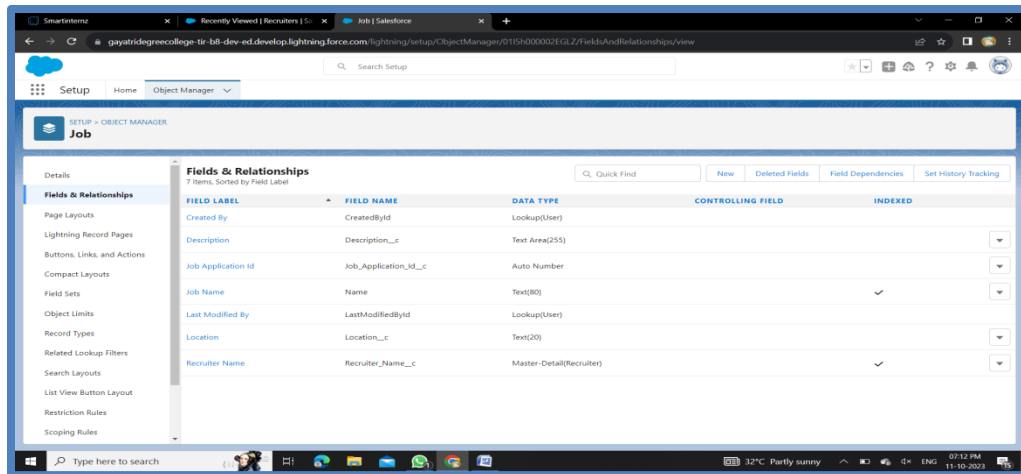 Smartinternz
Recently Viewed | Recruiters | Sa
Job | Salesforce
gayatridegreecollege-tir-b8-dev-ed.develop.lightning.force.com/lightning/setup/ObjectManager/01I5h000002EGLZ/FieldsAndRelationships/view
Search Setup
Setup Home Object Manager
SETUP > OBJECT MANAGER
Job
Details
Fields & Relationships
Page Layouts
Lightning Record Pages
Buttons, Links, and Actions
Compact Layouts
Field Sets
Object Limits
Record Types
Related Lookup Filters
Search Layouts
List View Button Layout
Restriction Rules
Scoping Rules
Fields & Relationships
7 Items, Sorted by Field Label
Quick Find
New Deleted Fields Field Dependencies Set History Tracking
FIELD LABEL FIELD NAME DATA TYPE CONTROLLING FIELD INDEXED
Created By CreatedById Lookup(User)
Description Description__c Text Area(255)
Job Application Id Job_Application_Id__c Auto Number
Job Name Name Text(80)
Last Modified By LastModifiedById Lookup(User)
Location Location__c Text(20)
Recruiter Name Recruiter_Name__c Master-Detail(Recruiter)
Type here to search
32°C Partly sunny
ENG
07:12 PM
11-10-2023
15